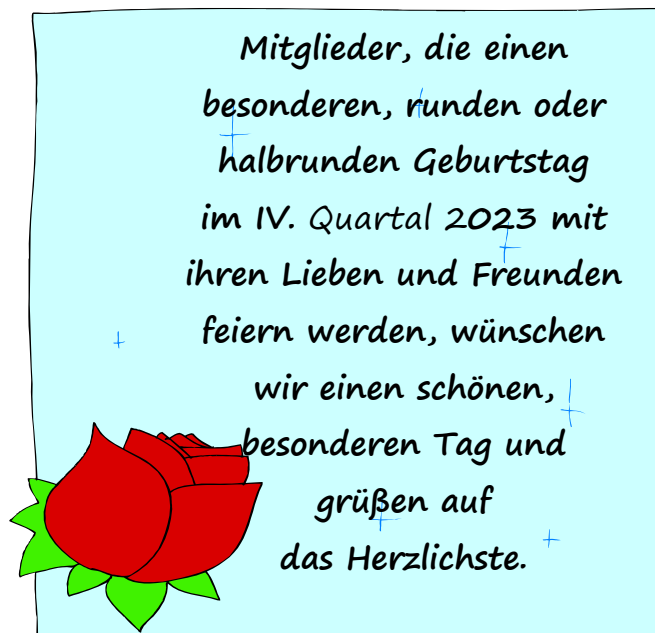 Mitglieder, die einen
besonderen, runden oder
halbrunden Geburtstag
im IV. Quartal 2023 mit
ihren Lieben und Freunden
feiern werden, wünschen
wir einen schönen,
besonderen Tag und
grüßen auf
das Herzlichste.